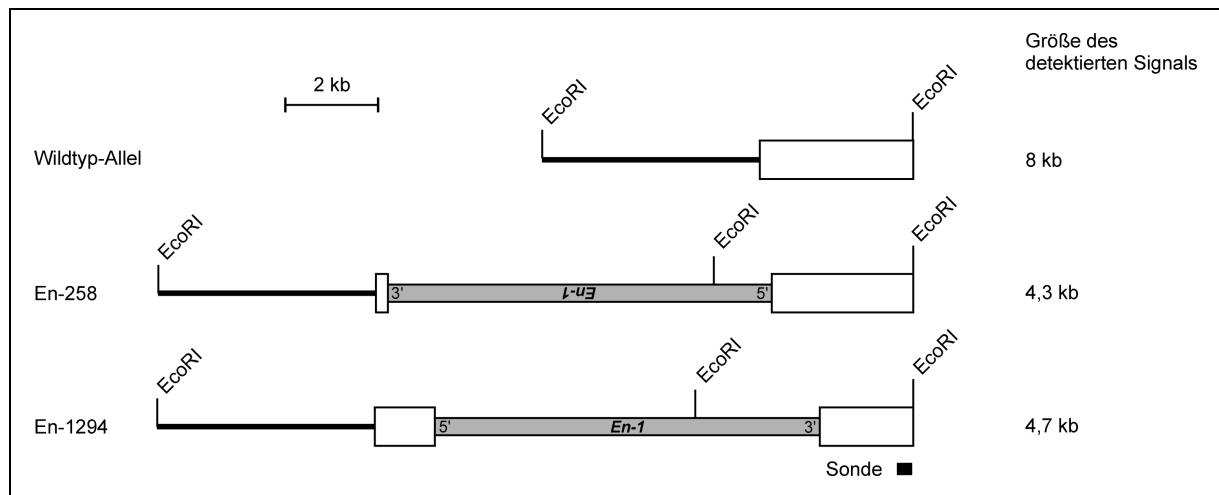 Größe des
detektierten Signals
2 kb
EcoRI
EcoRI
Wildtyp-Allel
8 kb
EcoRI
EcoRI
EcoRI
En-258
3'
En-1
5'
4,3 kb
EcoRI
EcoRI
EcoRI
En-1294
5'
En-1
3'
4,7 kb
Sonde